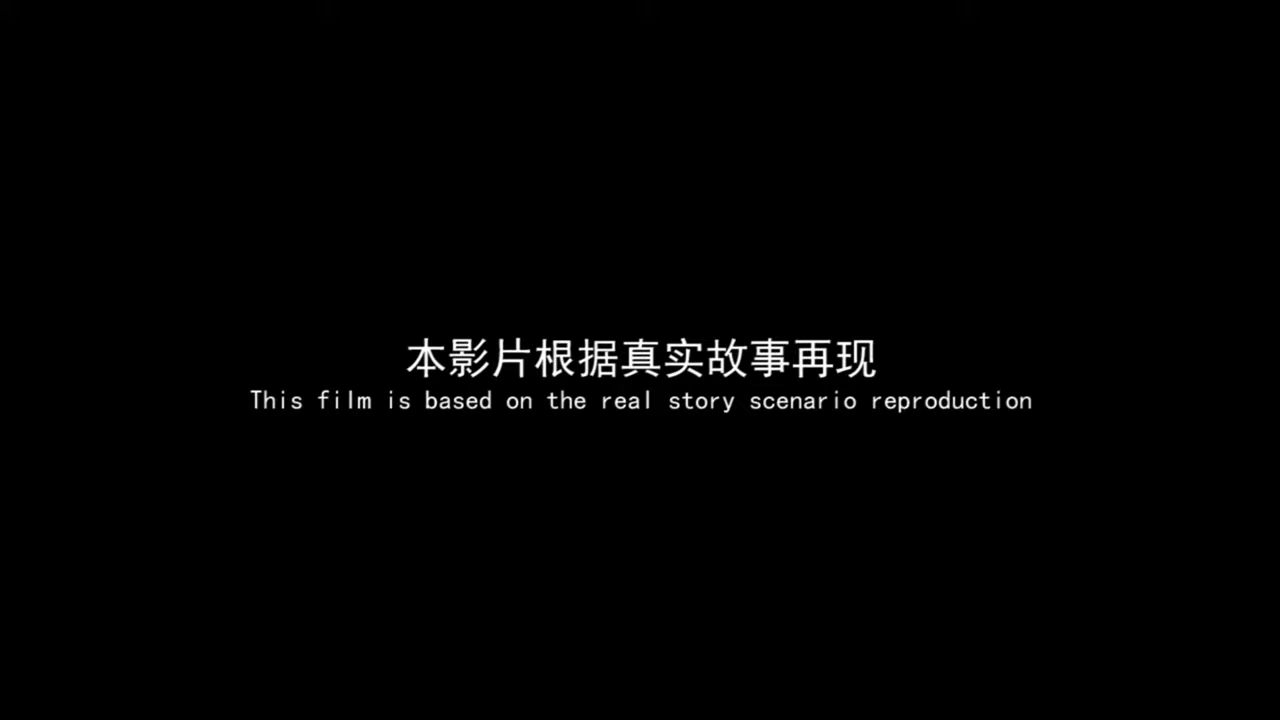 本影片根据真实故事再现
This film is based on the real story scenario reproduction